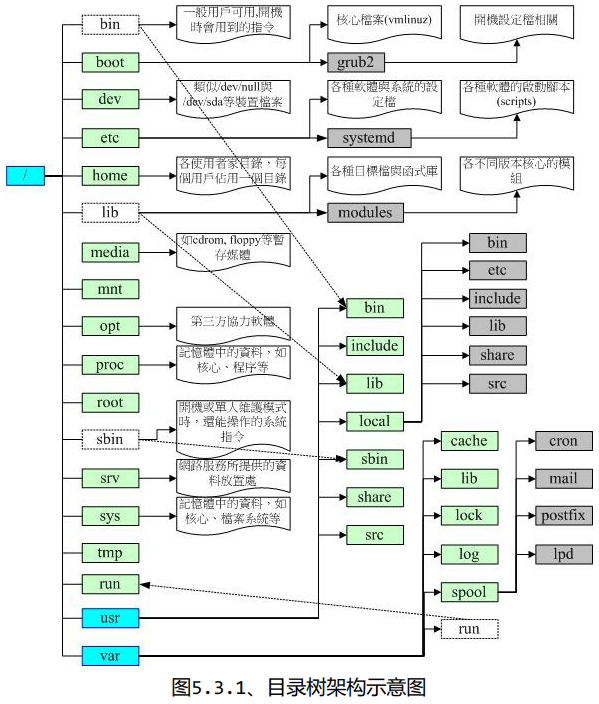 bin
一般用戶可用,開機
時會用到的指令
核心檔案(vmlinuz)
開機設定檔相關
boot
grub2
dev
類似/dev/null與
/dev/sda等裝置檔案
各種軟體與系統的設
定檔
各種軟體的啟動腳本
(scripts)
etc
systemd
/
home
各使用者家目錄，每
個用戶佔用一個目錄
各種目標檔與函式庫
各不同版本核心的模
組
lib
modules
media
如cdrom, floppy等暫
存媒體
mnt
opt
第三方協力軟體
proc
記憶體中的資料，如
核心、程序等
root
sbin
開機或單人維護模式
時，還能操作的系統
指令
srv
網路服務所提供的資
料放置處
sys
記憶體中的資料，如
核心、檔案系統等
tmp
run
usr
var
bin
include
lib
local
sbin
share
src
bin
etc
include
lib
share
src
cache
lib
lock
log
spool
run
cron
mail
postfix
lpd
图5.3.1、目录树架构示意图